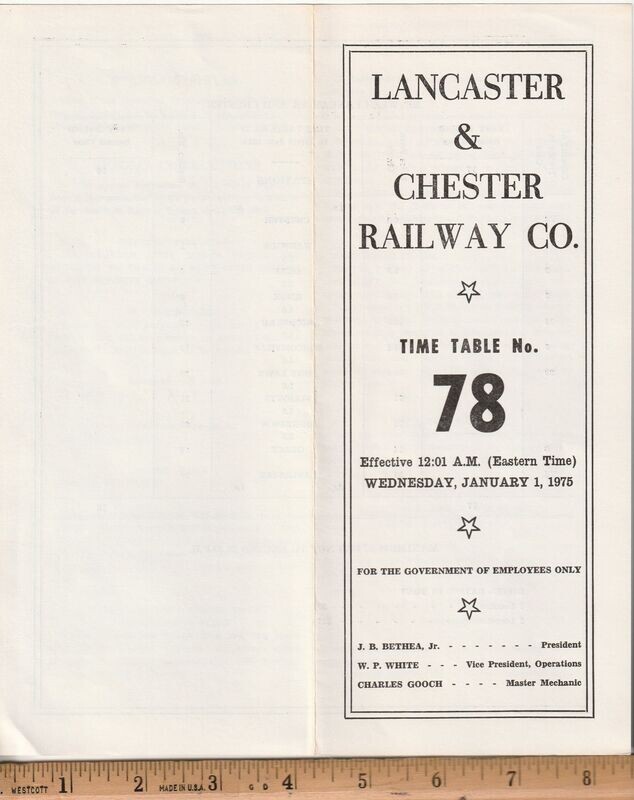 LANCASTER
&
CHESTER
RAILWAY CO.
TIME TABLE No.
78
Effective 12:01 A.M. (Eastern Time)
WEDNESDAY, JANUARY 1, 1975
FOR THE GOVERNMENT OF EMPLOYEES ONLY
J. B. BETHEA, Jr. - - - - - - - President
W. P. WHITE - - - Vice President, Operations
CHARLES GOOCH - - - - Master Mechanic
WESTCOTT 1 2 MADE IN U.S.A. 3 G D 4 5 6 7 8